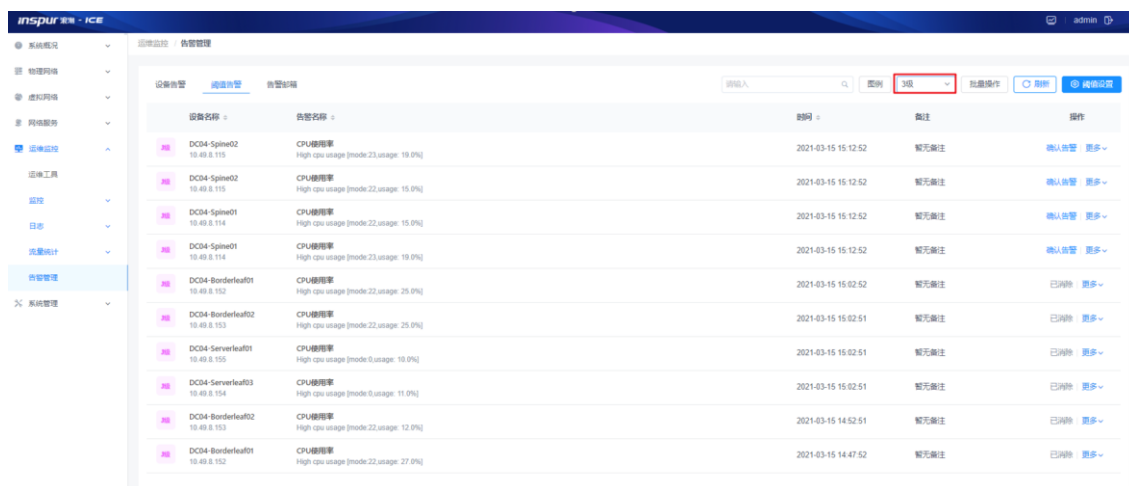 inspur 浪潮 - ICE
admin
系统概况
物理网络
虚拟网络
网络服务
运维监控
运维工具
监控
日志
流量统计
告警管理
系统管理
运维监控 / 告警管理
设备告警 阈值告警 告警邮箱
请输入 图例 3级 批量操作 刷新 阈值设置
设备名称 告警名称 时间 备注 操作
DC04-Spine02 CPU使用率
10.49.8.115 High cpu usage [mode:23,usage: 19.0%]
2021-03-15 15:12:52 暂无备注 确认告警 更多
DC04-Spine02 CPU使用率
10.49.8.115 High cpu usage [mode:22,usage: 15.0%]
2021-03-15 15:12:52 暂无备注 确认告警 更多
DC04-Spine01 CPU使用率
10.49.8.114 High cpu usage [mode:22,usage: 15.0%]
2021-03-15 15:12:52 暂无备注 确认告警 更多
DC04-Spine01 CPU使用率
10.49.8.114 High cpu usage [mode:23,usage: 19.0%]
2021-03-15 15:12:52 暂无备注 确认告警 更多
DC04-Borderleaf01 CPU使用率
10.49.8.152 High cpu usage [mode:22,usage: 25.0%]
2021-03-15 15:02:52 暂无备注 已消除 更多
DC04-Borderleaf02 CPU使用率
10.49.8.153 High cpu usage [mode:22,usage: 25.0%]
2021-03-15 15:02:51 暂无备注 已消除 更多
DC04-Serverleaf01 CPU使用率
10.49.8.155 High cpu usage [mode:0,usage: 10.0%]
2021-03-15 15:02:51 暂无备注 已消除 更多
DC04-Serverleaf03 CPU使用率
10.49.8.154 High cpu usage [mode:0,usage: 11.0%]
2021-03-15 15:02:51 暂无备注 已消除 更多
DC04-Borderleaf02 CPU使用率
10.49.8.153 High cpu usage [mode:22,usage: 12.0%]
2021-03-15 14:52:51 暂无备注 已消除 更多
DC04-Borderleaf01 CPU使用率
10.49.8.152 High cpu usage [mode:22,usage: 27.0%]
2021-03-15 14:47:52 暂无备注 已消除 更多